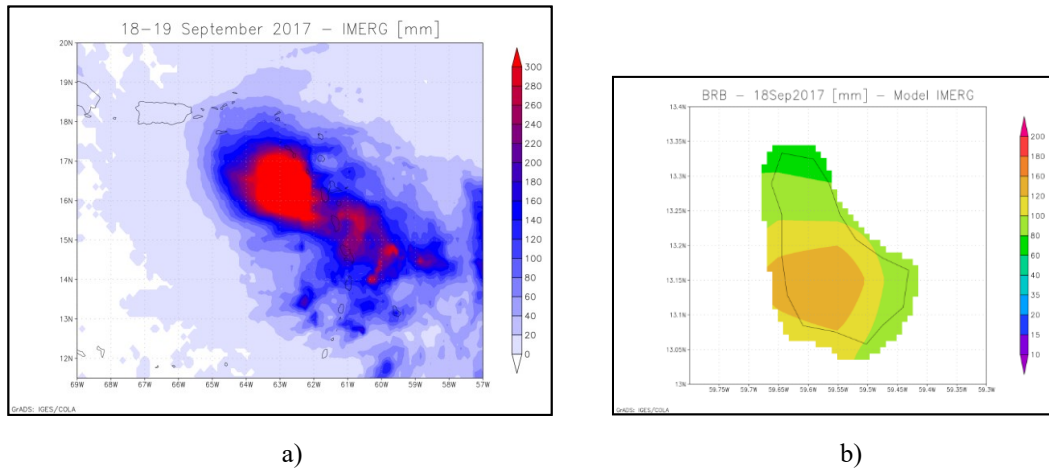 18-19 September 2017 - IMERG [mm]
20N
19N
18N
17N
16N
15N
14N
13N
12N
69W 68W 67W 66W 65W 64W 63W 62W 61W 60W 59W 58W 57W
300
280
260
240
220
200
180
160
140
120
100
80
60
40
20
0
GrADS: IGES/COLA
a)
BRB - 18Sep2017 [mm] - Model IMERG
13.4N
13.35N
13.3N
13.25N
13.2N
13.15N
13.1N
13.05N
13N
59.75W 59.7W 59.65W 59.6W 59.55W 59.5W 59.45W 59.4W 59.35W 59.3W
200
180
160
140
120
100
80
60
40
35
20
15
10
GrADS: IGES/COLA
b)